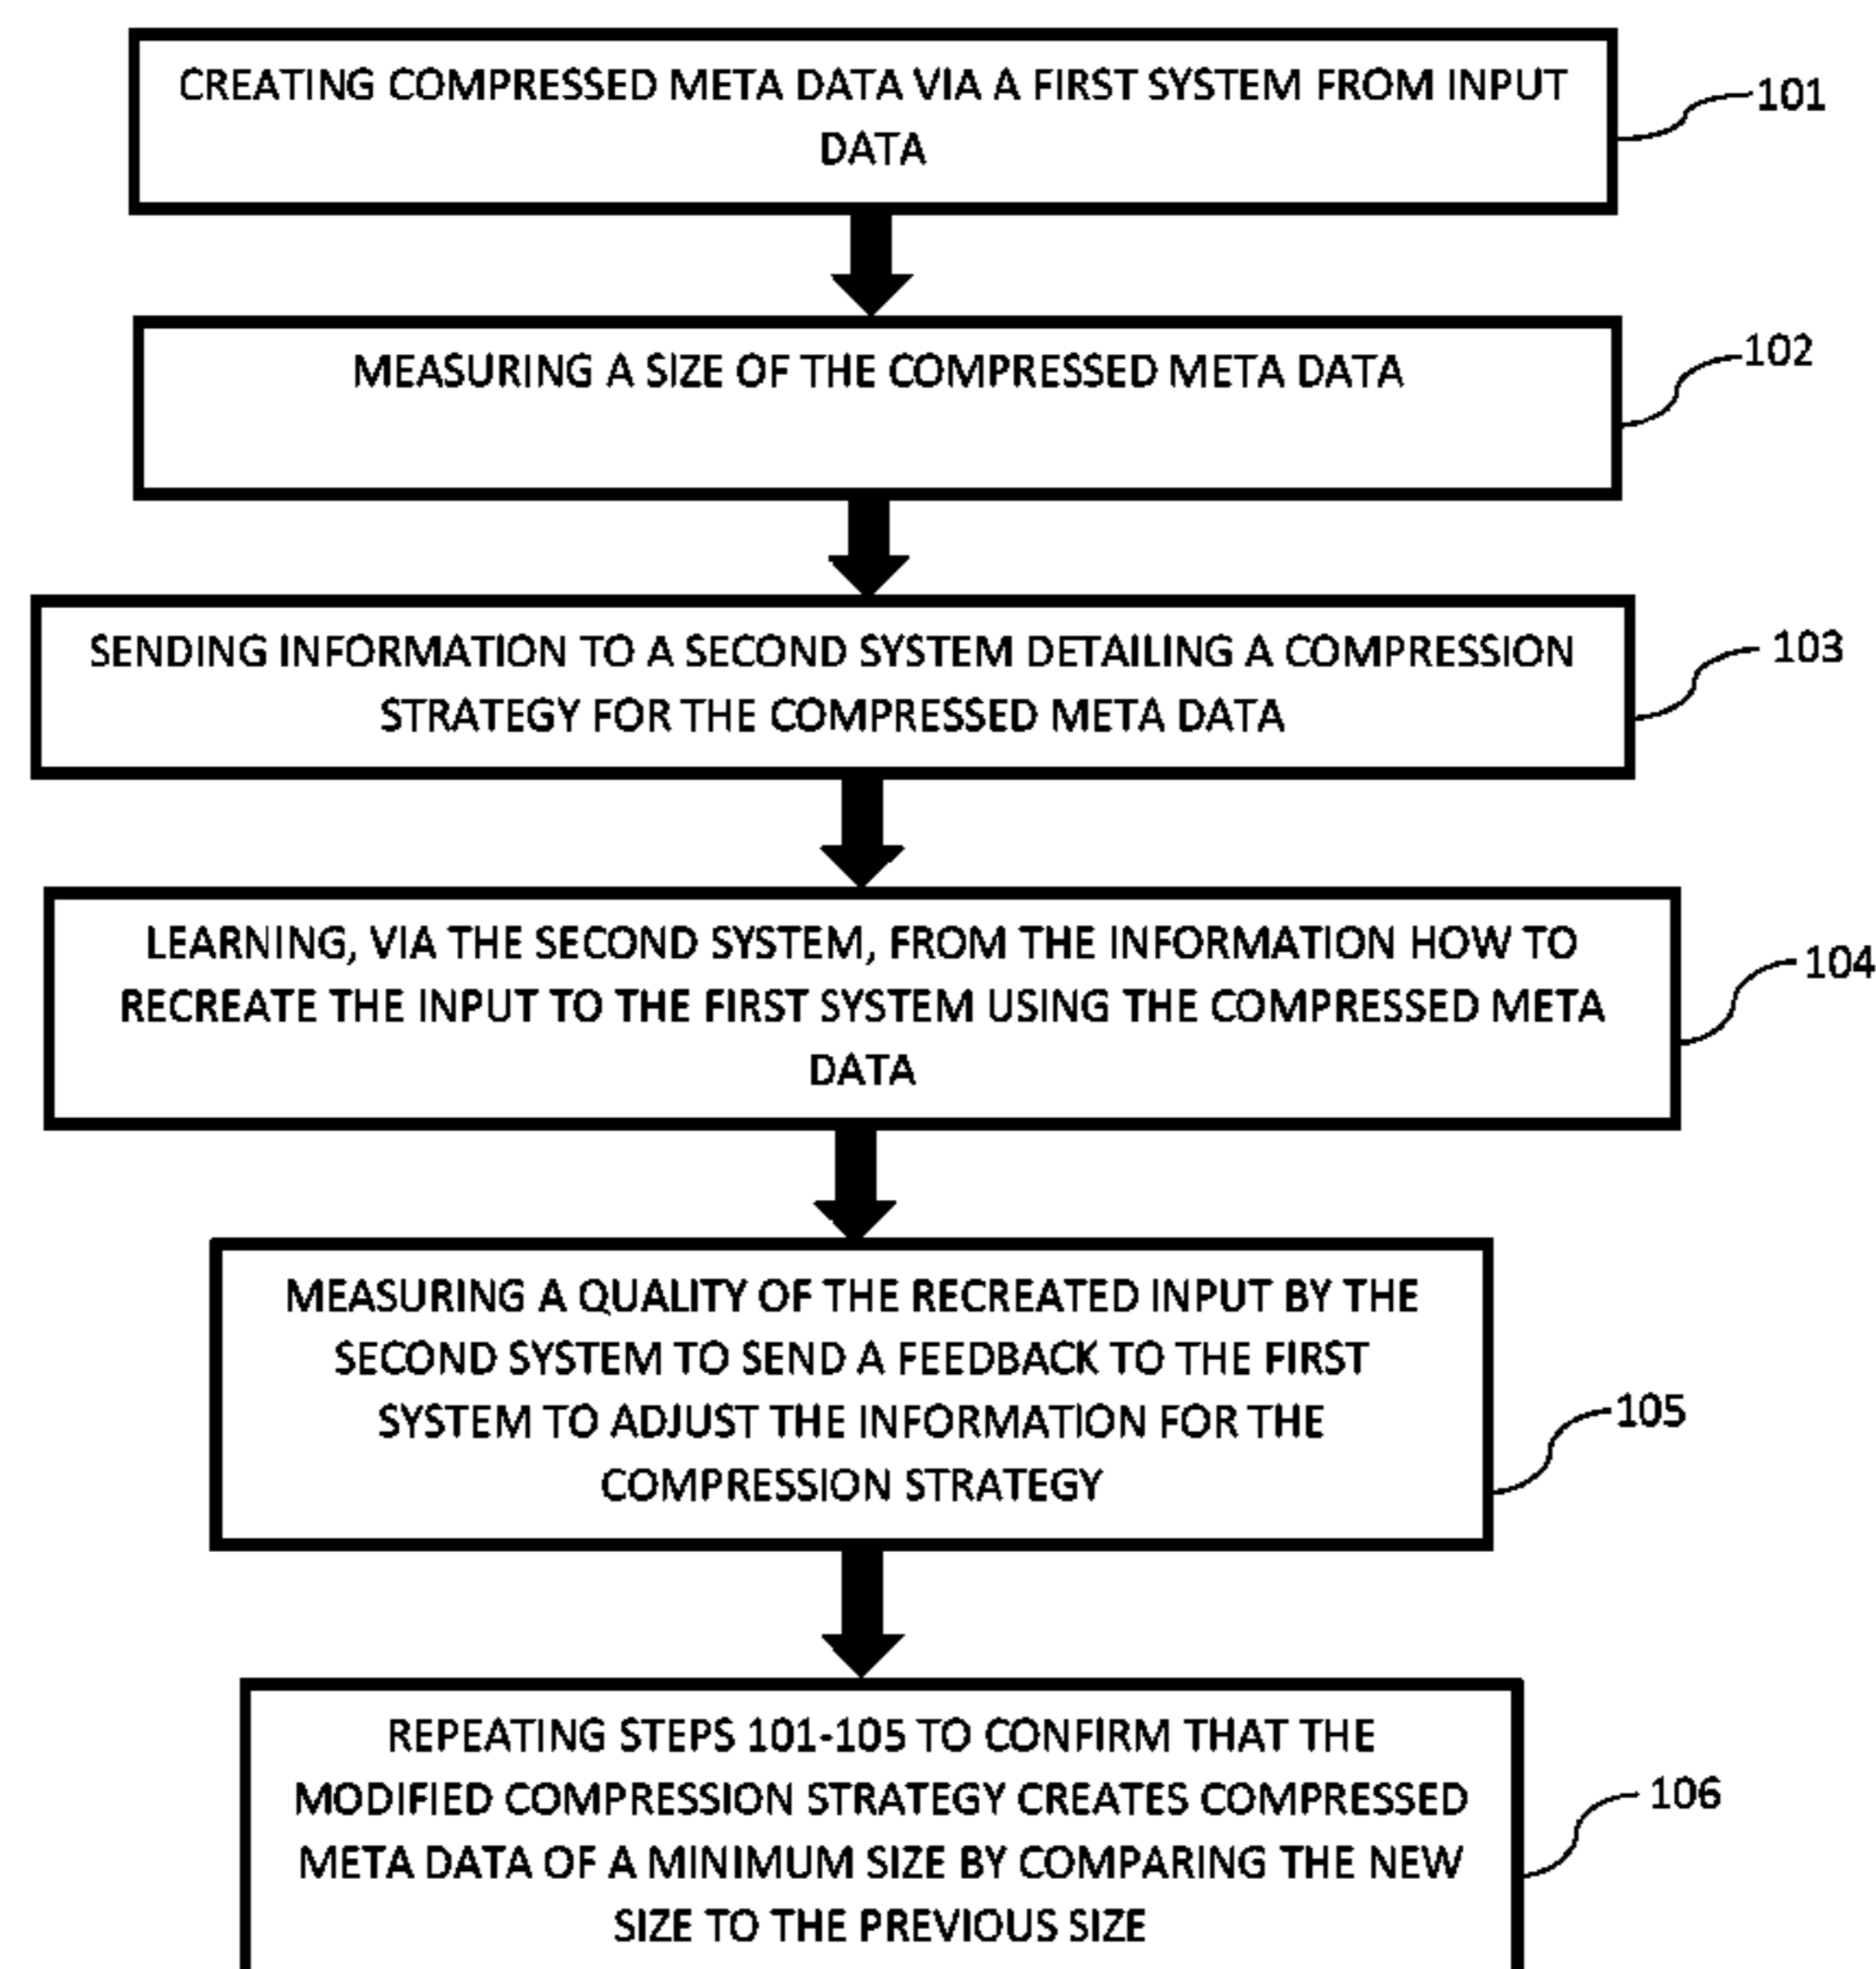 CREATING COMPRESSED META DATA VIA A FIRST SYSTEM FROM INPUT
DATA
101
MEASURING A SIZE OF THE COMPRESSED META DATA
102
SENDING INFORMATION TO A SECOND SYSTEM DETAILING A COMPRESSION
STRATEGY FOR THE COMPRESSED META DATA
103
LEARNING, VIA THE SECOND SYSTEM, FROM THE INFORMATION HOW TO
RECREATE THE INPUT TO THE FIRST SYSTEM USING THE COMPRESSED META
DATA
104
MEASURING A QUALITY OF THE RECREATED INPUT BY THE
SECOND SYSTEM TO SEND A FEEDBACK TO THE FIRST
SYSTEM TO ADJUST THE INFORMATION FOR THE
COMPRESSION STRATEGY
105
REPEATING STEPS 101-105 TO CONFIRM THAT THE
MODIFIED COMPRESSION STRATEGY CREATES COMPRESSED
META DATA OF A MINIMUM SIZE BY COMPARING THE NEW
SIZE TO THE PREVIOUS SIZE
106